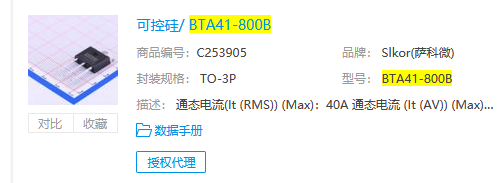 可控硅/ BTA41-800B
商品编号: C253905 品牌: Slkor(萨科微)
封装规格: TO-3P 型号: BTA41-800B
描述: 通态电流(It (RMS)) (Max): 40A 通态电流 (It (AV)) (Max)...
对比 收藏
数据手册
授权代理